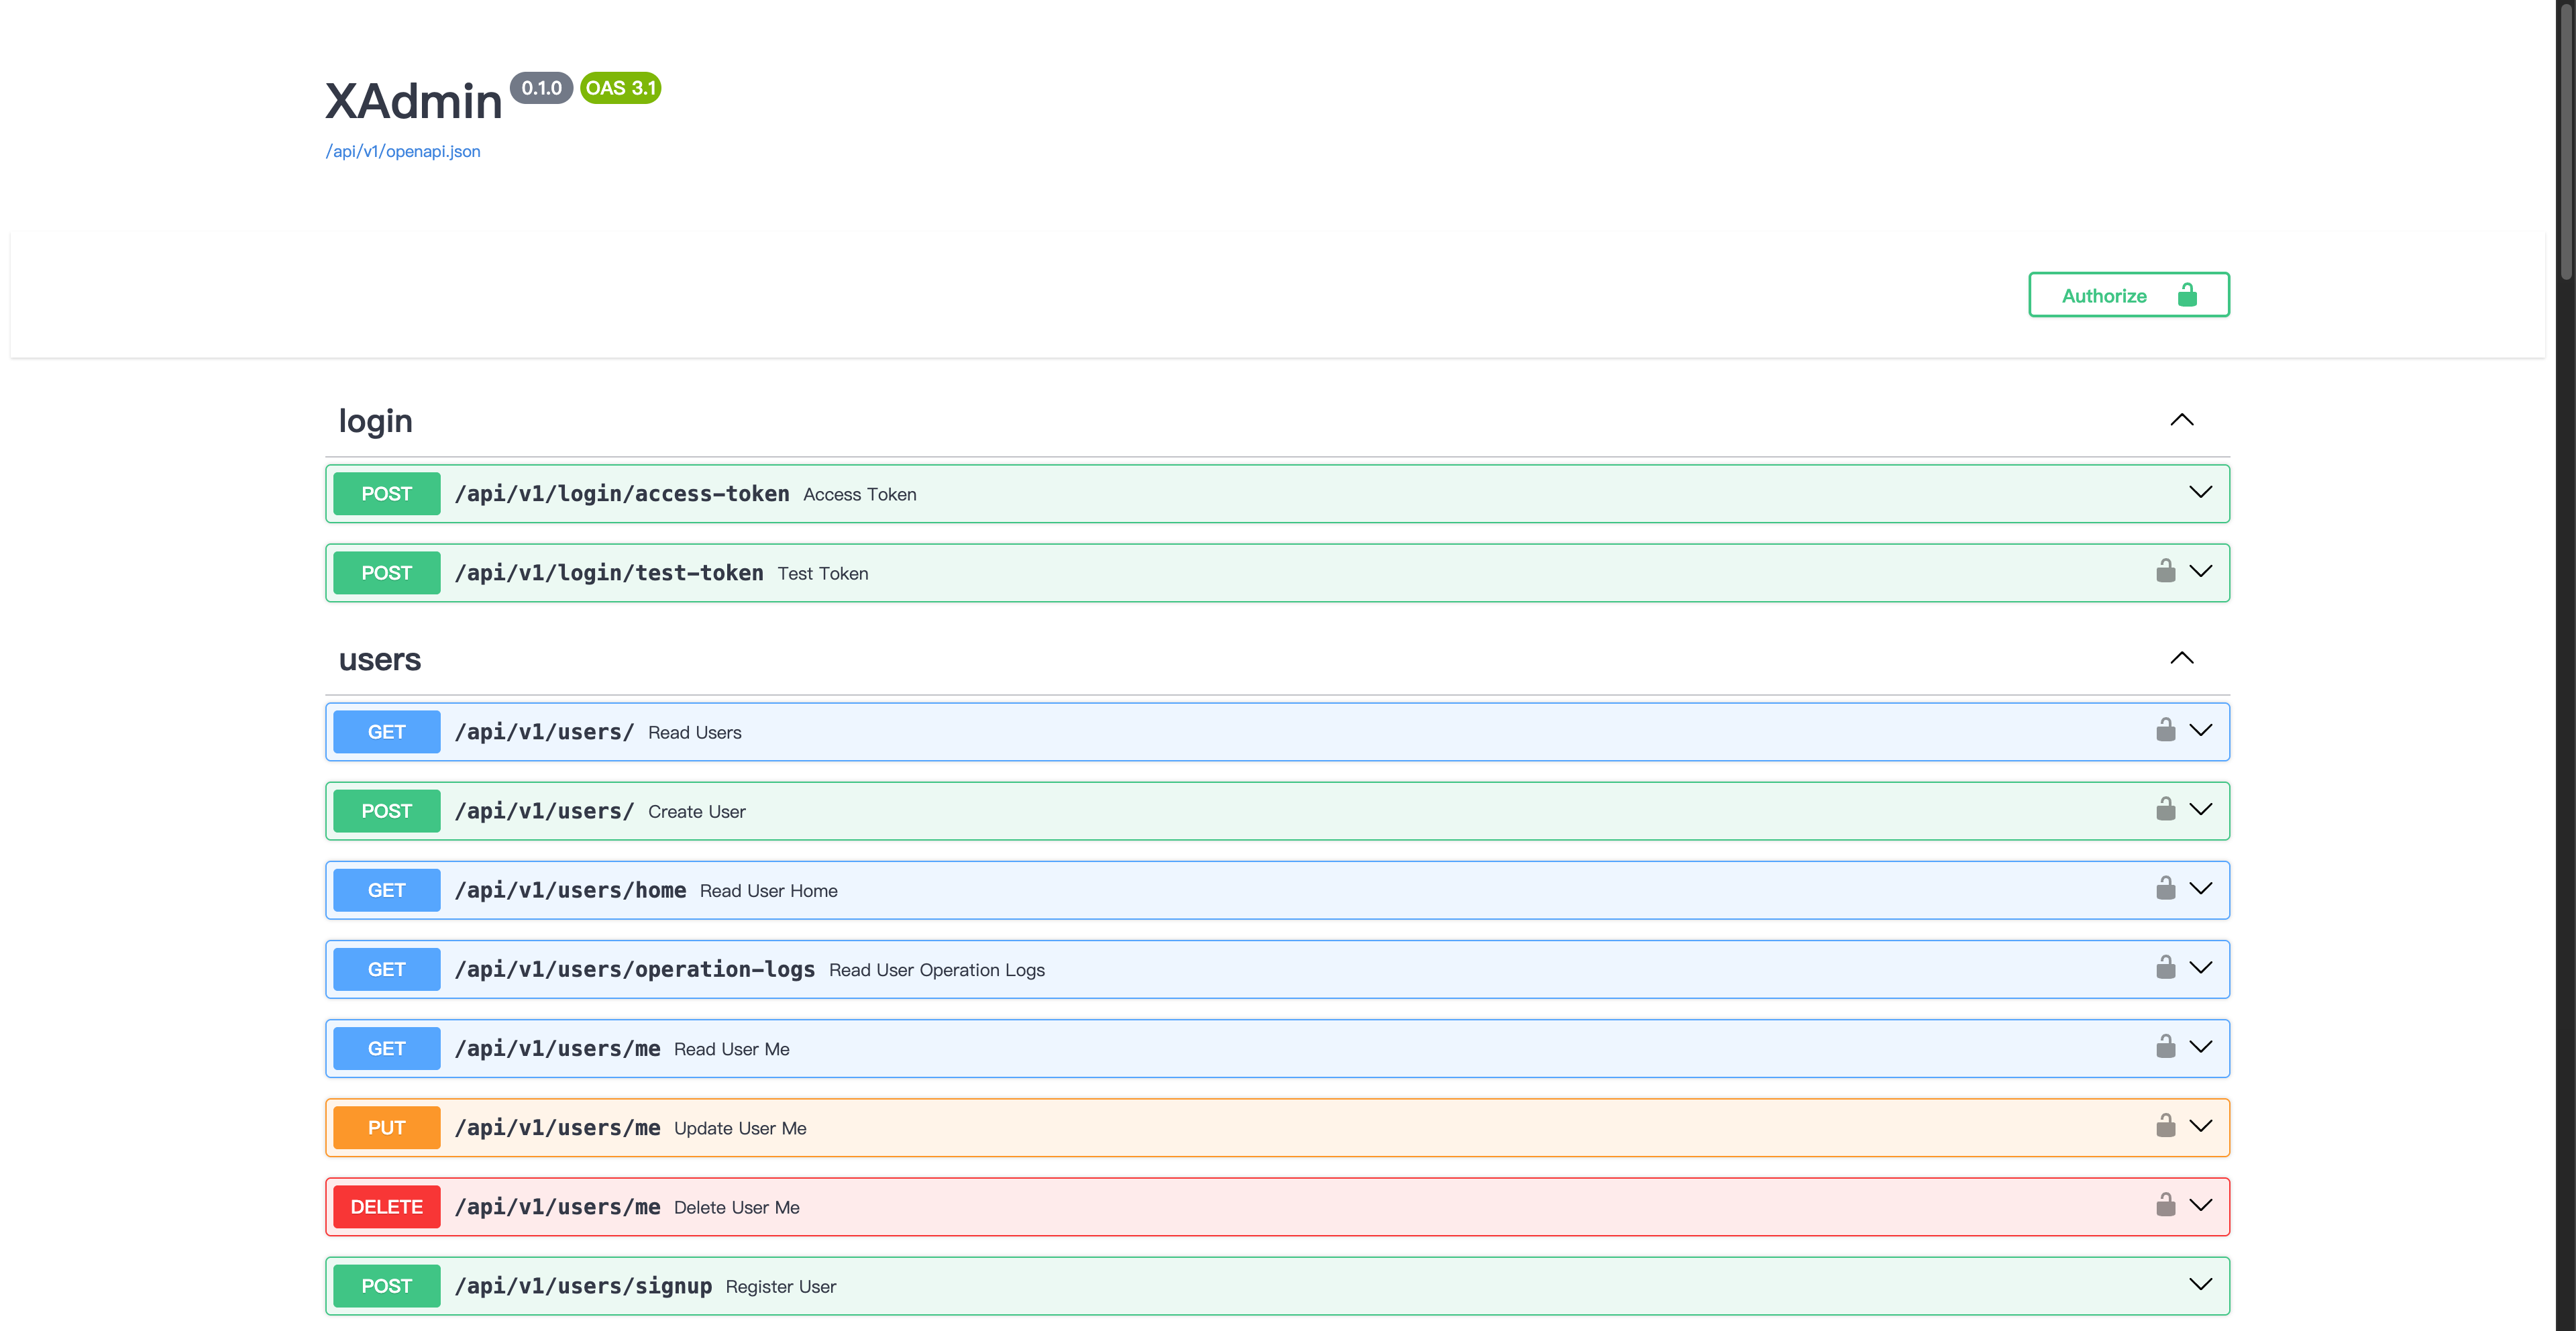 XAdmin 0.1.0 OAS 3.1
/api/v1/openapi.json
Authorize
login
POST /api/v1/login/access-token Access Token
POST /api/v1/login/test-token Test Token
users
GET /api/v1/users/ Read Users
POST /api/v1/users/ Create User
GET /api/v1/users/home Read User Home
GET /api/v1/users/operation-logs Read User Operation Logs
GET /api/v1/users/me Read User Me
PUT /api/v1/users/me Update User Me
DELETE /api/v1/users/me Delete User Me
POST /api/v1/users/signup Register User